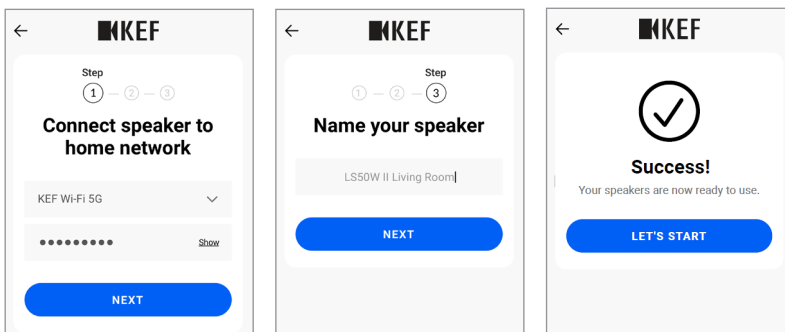 KEF
Step
1 2 3
Connect speaker to
home network
KEF Wi-Fi 5G
Show
NEXT
KEF
Step
1 2 3
Name your speaker
LS50W II Living Room
NEXT
KEF
Success!
Your speakers are now ready to use.
LET'S START